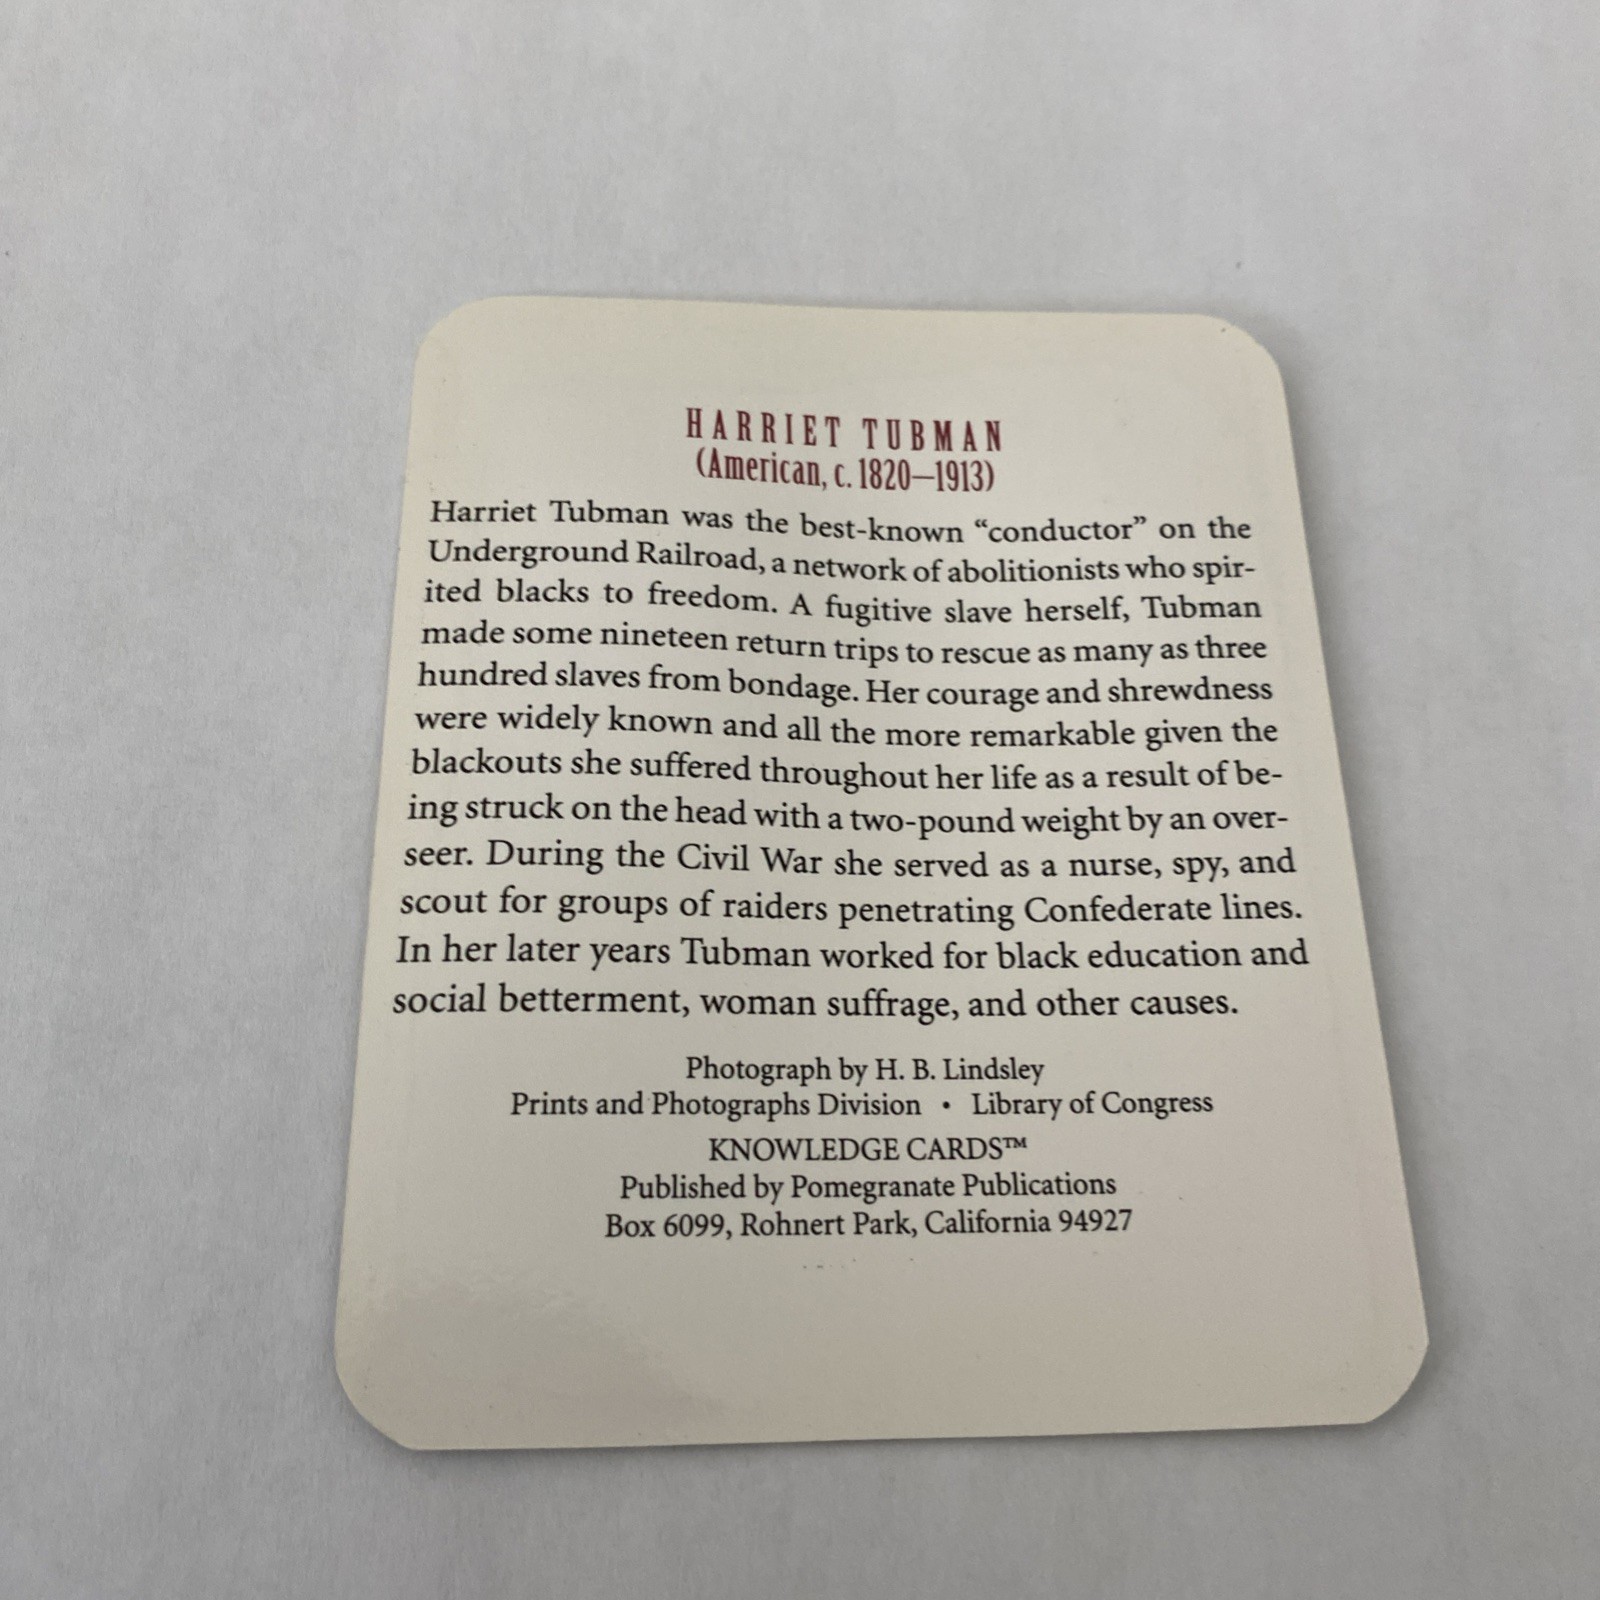 HARRIET TUBMAN
(American, c. 1820–1913)
Harriet Tubman was the best-known “conductor” on the
Underground Railroad, a network of abolitionists who spir-
ited blacks to freedom. A fugitive slave herself, Tubman
made some nineteen return trips to rescue as many as three
hundred slaves from bondage. Her courage and shrewdness
were widely known and all the more remarkable given the
blackouts she suffered throughout her life as a result of be-
ing struck on the head with a two-pound weight by an over-
seer. During the Civil War she served as a nurse, spy, and
scout for groups of raiders penetrating Confederate lines.
In her later years Tubman worked for black education and
social betterment, woman suffrage, and other causes.
Photograph by H. B. Lindsley
Prints and Photographs Division • Library of Congress
KNOWLEDGE CARDS™
Published by Pomegranate Publications
Box 6099, Rohnert Park, California 94927